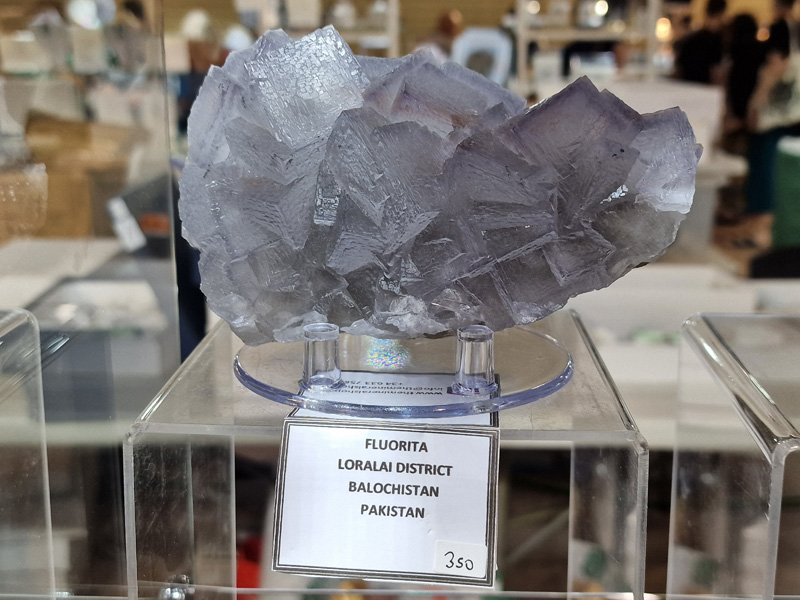 FLUORITA
LORALAI DISTRICT
BALOCHISTAN
PAKISTAN
350